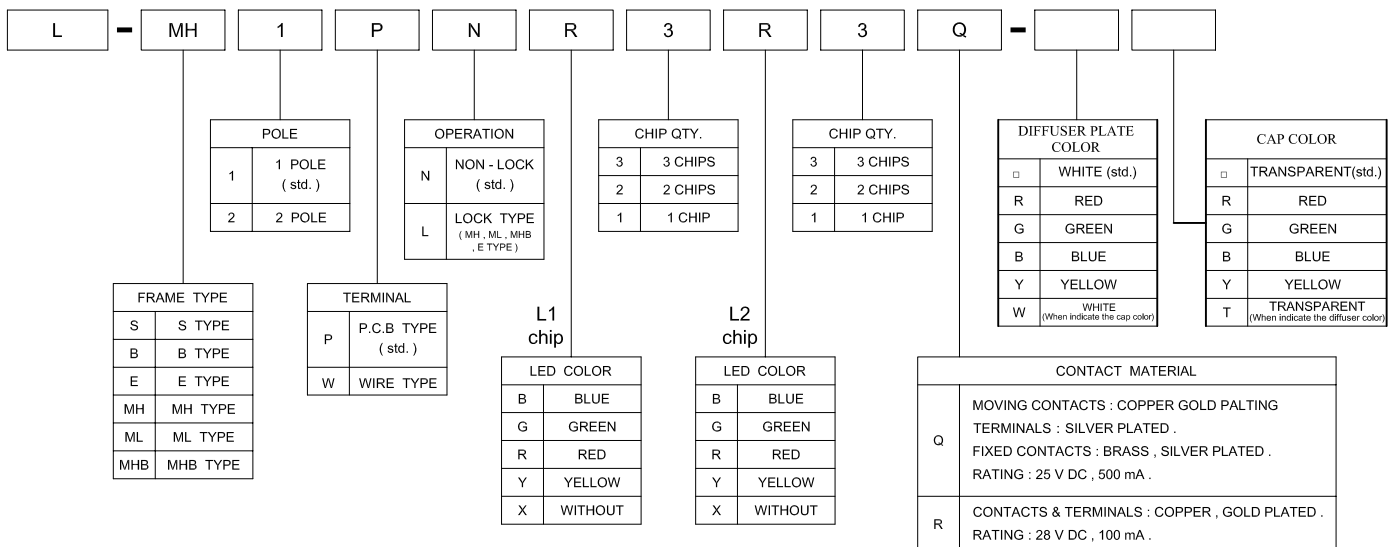 L - MH 1 P N R 3 R 3 Q -
POLE
1 1 POLE
( std. )
2 2 POLE
OPERATION
N NON - LOCK
( std. )
L LOCK TYPE
( MH , ML , MHB
, E TYPE )
CHIP QTY.
3 3 CHIPS
2 2 CHIPS
1 1 CHIP
CHIP QTY.
3 3 CHIPS
2 2 CHIPS
1 1 CHIP
DIFFUSER PLATE
COLOR
□ WHITE (std.)
R RED
G GREEN
B BLUE
Y YELLOW
W WHITE
(When indicate the cap color)
CAP COLOR
□ TRANSPARENT(std.)
R RED
G GREEN
B BLUE
Y YELLOW
T TRANSPARENT
(When indicate the diffuser color)
FRAME TYPE
S S TYPE
B B TYPE
E E TYPE
MH MH TYPE
ML ML TYPE
MHB MHB TYPE
TERMINAL
P P.C.B TYPE
( std. )
W WIRE TYPE
L1
chip
LED COLOR
B BLUE
G GREEN
R RED
Y YELLOW
X WITHOUT
L2
chip
LED COLOR
B BLUE
G GREEN
R RED
Y YELLOW
X WITHOUT
CONTACT MATERIAL
Q MOVING CONTACTS : COPPER GOLD PALTING
TERMINALS : SILVER PLATED .
FIXED CONTACTS : BRASS , SILVER PLATED .
RATING : 25 V DC , 500 mA .
R CONTACTS & TERMINALS : COPPER , GOLD PLATED .
RATING : 28 V DC , 100 mA .